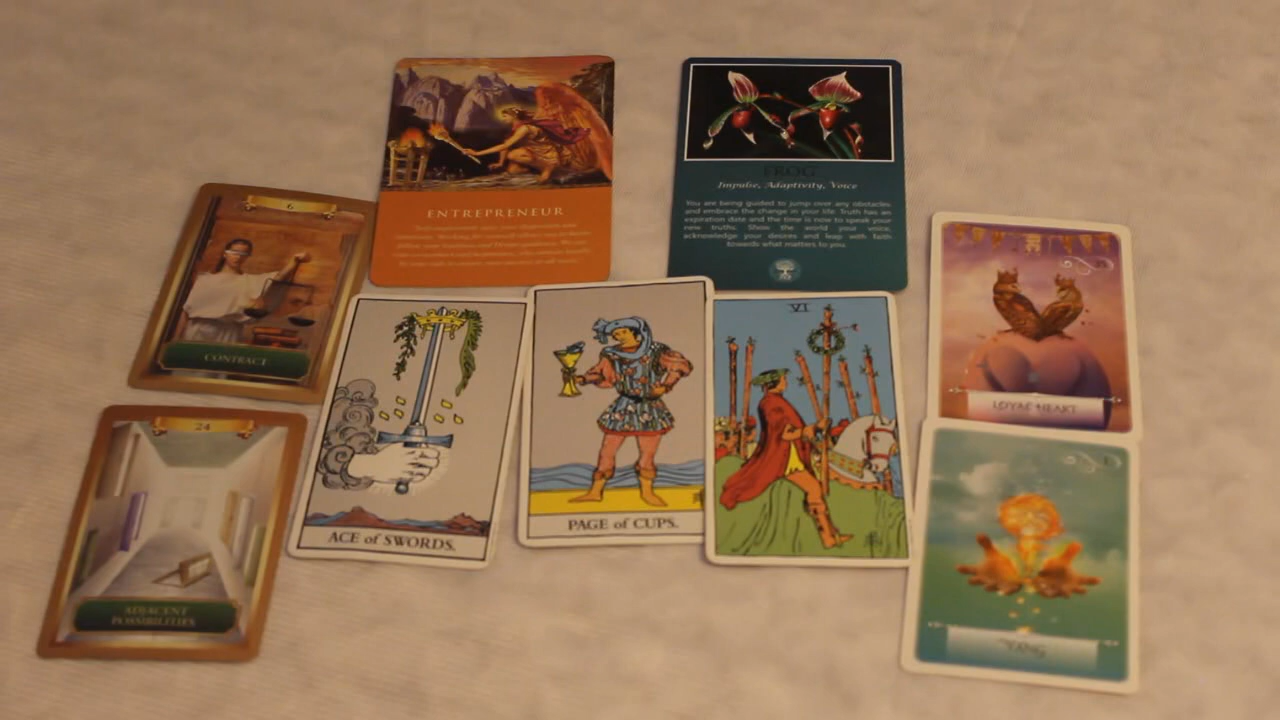 ENTREPRENEUR
FROG
Impulse, Adaptivity, Voice
You are being guided to jump over any obstacles
and embrace the change in your life. Truth has an
expiration date and the time is now to speak your
new truths. Show the world your voice,
acknowledge your desires and leap with faith
towards what matters to you.
6
CONTRACT
24
ADJACENT
POSSIBILITIES
ACE of SWORDS.
PAGE of CUPS.
VI
LOYAL HEART
YANG